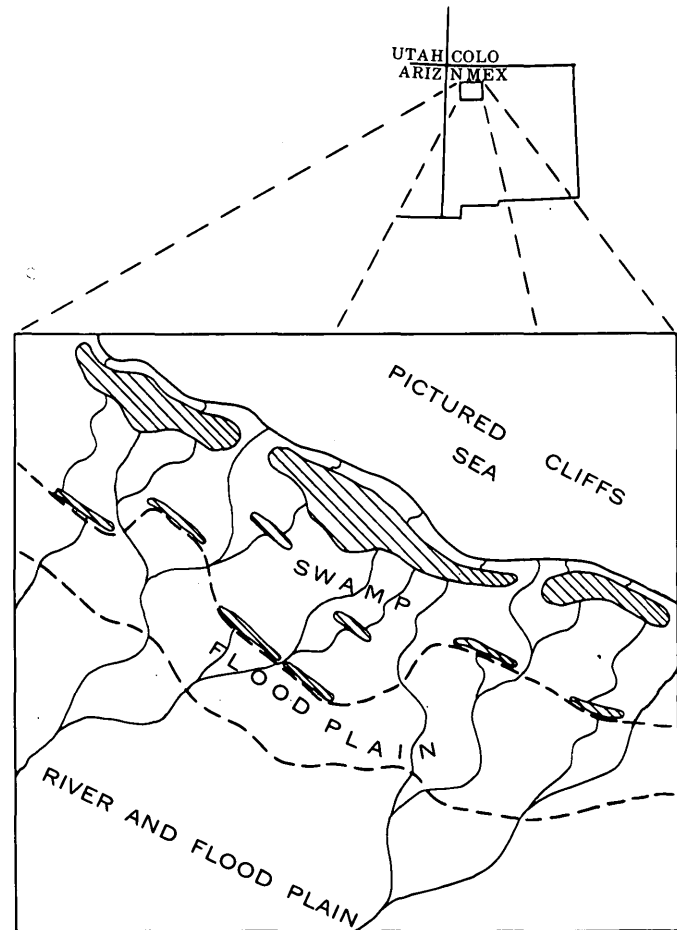 UTAH COLO
ARIZ N MEX
PICTURED CLIFFS
SEA
SWAMP
FLOOD PLAIN
RIVER AND FLOOD PLAIN